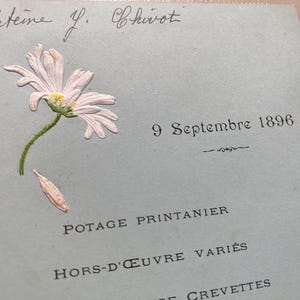 Y. Chivot
9 Septembre 1896
POTAGE PRINTANIER
HORS-D'ŒUVRE VARIÉS
CREVETTES